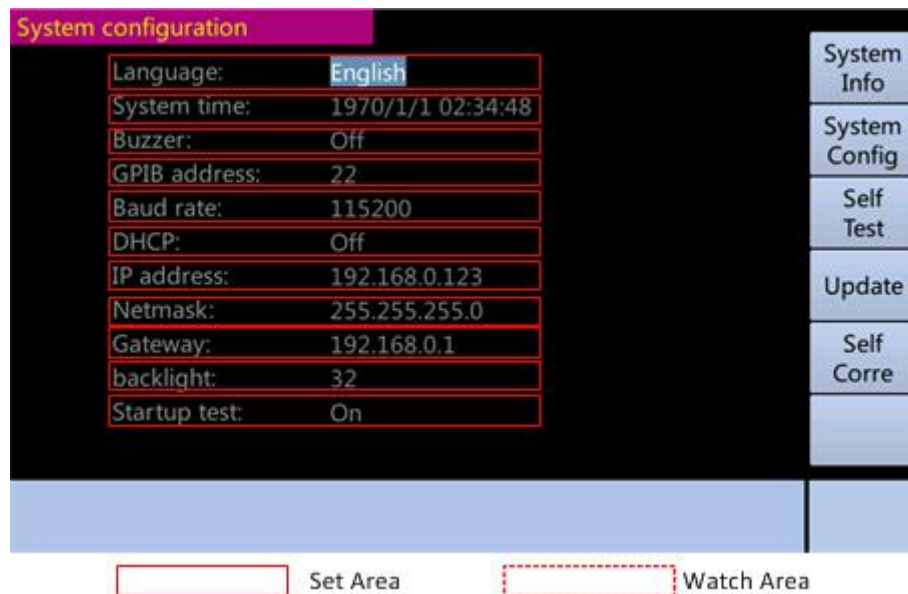 System configuration
Language: English
System time: 1970/1/1 02:34:48
Buzzer: Off
GPIB address: 22
Baud rate: 115200
DHCP: Off
IP address: 192.168.0.123
Netmask: 255.255.255.0
Gateway: 192.168.0.1
backlight: 32
Startup test: On
System
Info
System
Config
Self
Test
Update
Self
Corre
Set Area
Watch Area